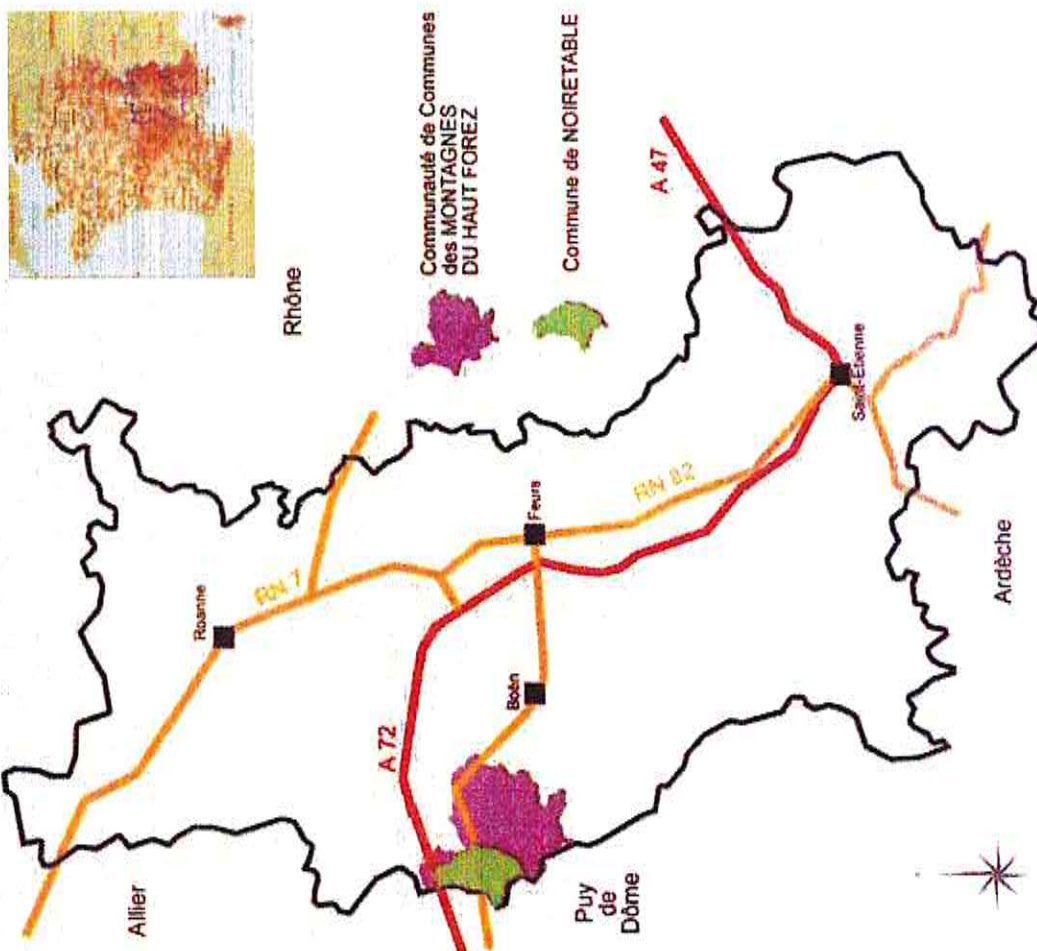 Allier
Roanne
RN 7
Rhône
A 72
Communauté de Communes
des MONTAGNES
DU HAUT FOREZ
Boën
Feurs
Commune de NOIRETABLE
Puy
de
Dôme
RN 82
A 47
Saint-Etienne
Ardèche